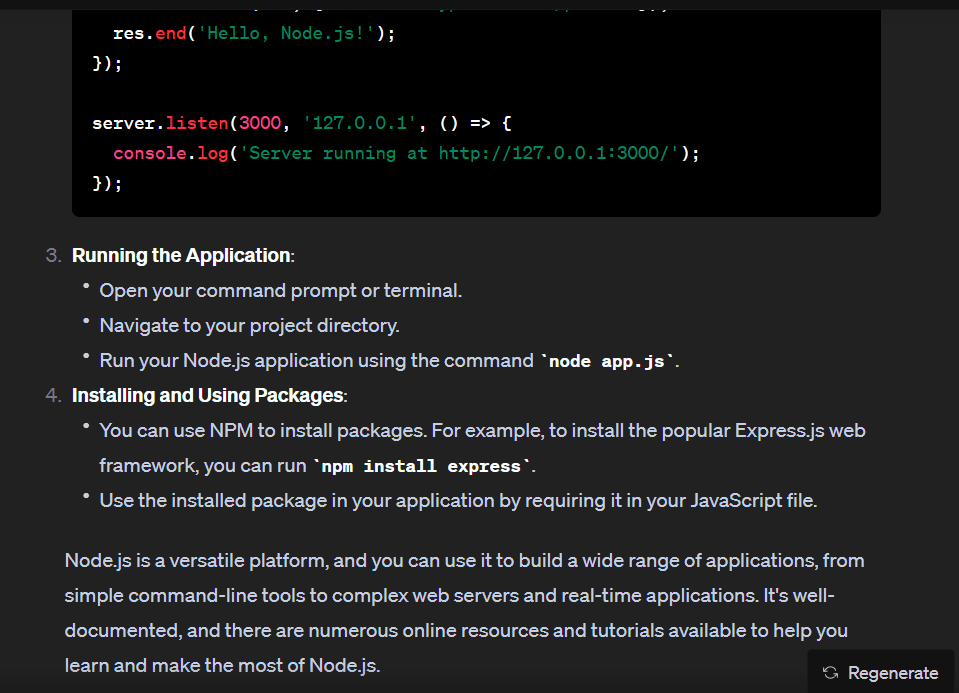 res.end('Hello, Node.js!');
});
server.listen(3000, '127.0.0.1', () => {
console.log('Server running at http://127.0.0.1:3000/');
});
3. Running the Application:
• Open your command prompt or terminal.
• Navigate to your project directory.
• Run your Node.js application using the command `node app.js`.
4. Installing and Using Packages:
• You can use NPM to install packages. For example, to install the popular Express.js web
framework, you can run `npm install express`.
• Use the installed package in your application by requiring it in your JavaScript file.
Node.js is a versatile platform, and you can use it to build a wide range of applications, from
simple command-line tools to complex web servers and real-time applications. It's well-
documented, and there are numerous online resources and tutorials available to help you
learn and make the most of Node.js.
Regenerate